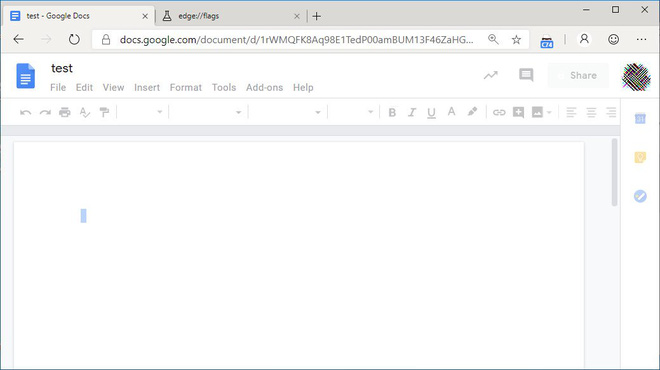 test - Google Docs
edge://flags
docs.google.com/document/d/1rWMQFK8Aq98E1TedP00amBUM13F46ZaHG...
C74
test
File Edit View Insert Format Tools Add-ons Help
Share
B I U A